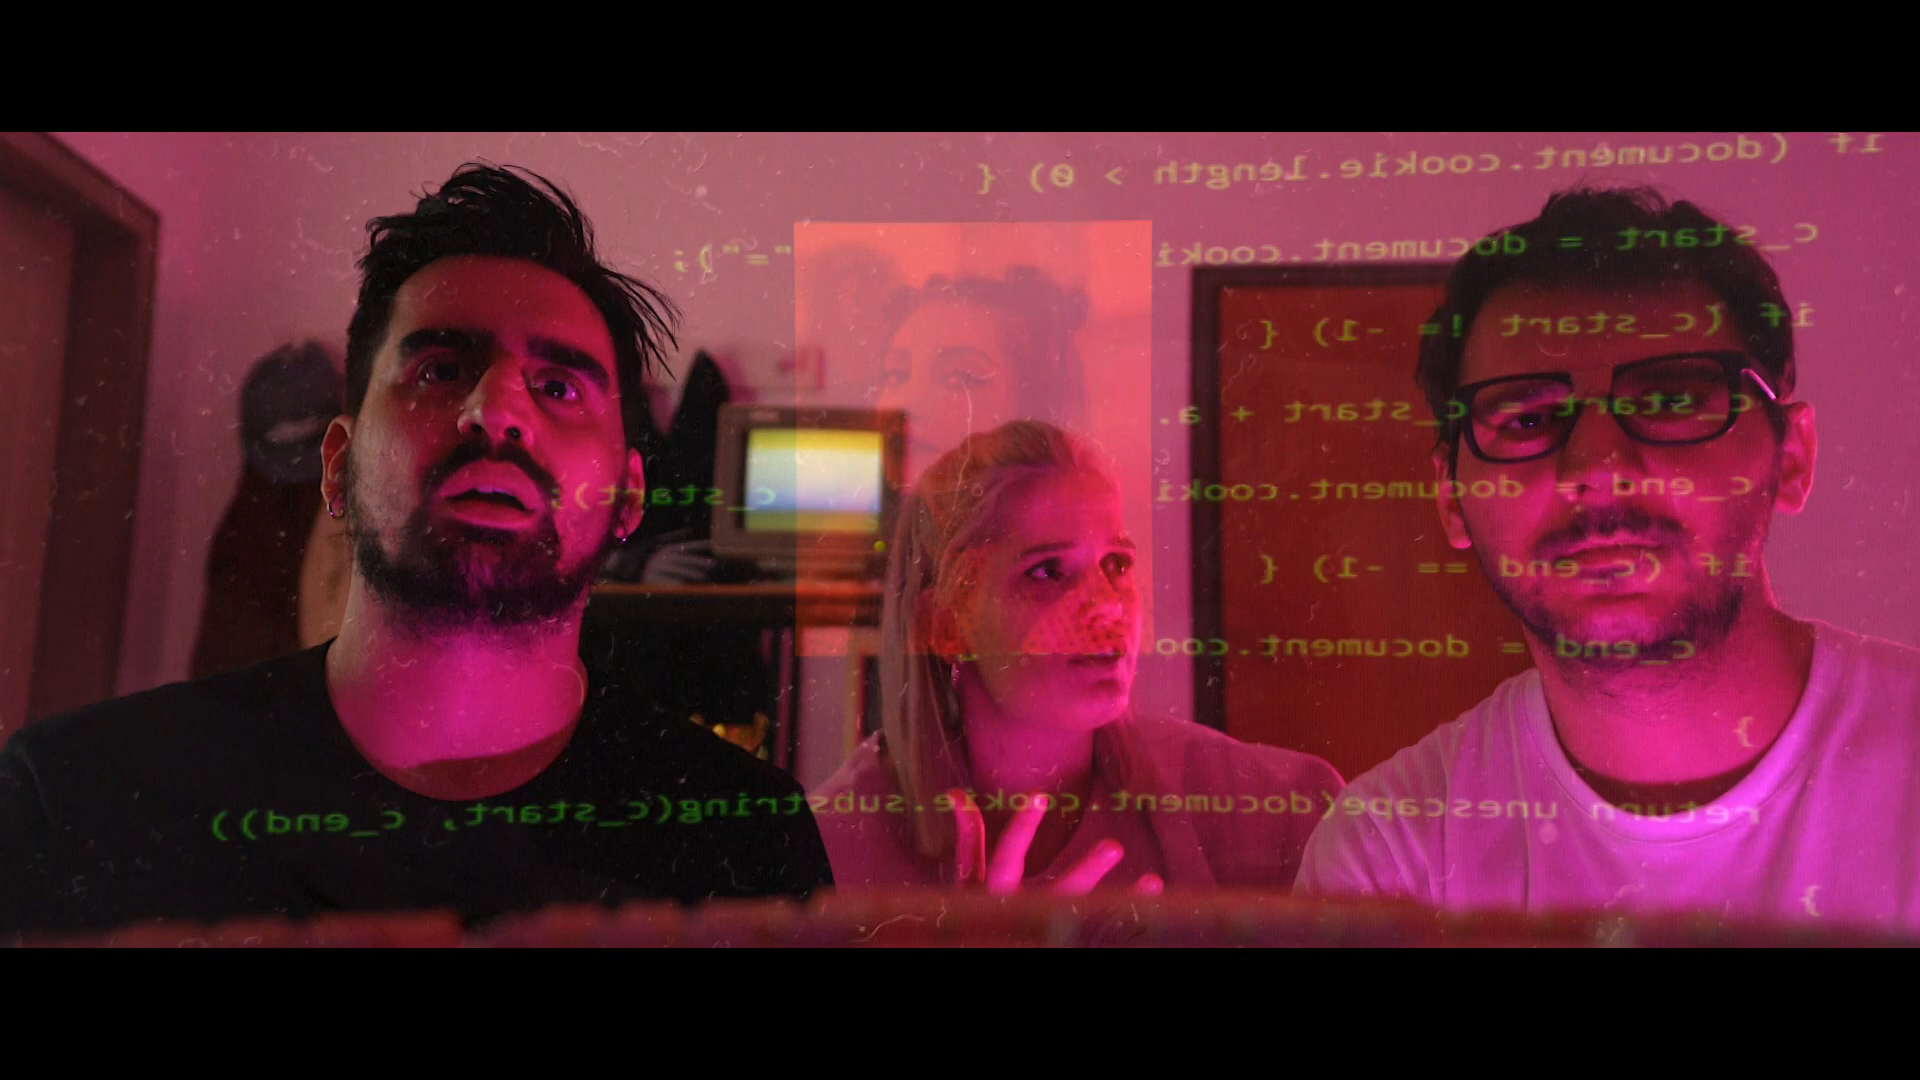 if (document.cookie.length > 0) {
c_start = document.cooki "=");
if (c_start != -1) {
c_start = c_start + a.
c_end = document.cooki c_start);
if (c_end == -1) {
c_end = document.coo
}
return unescape(document.cookie.substring(c_start, c_end))
}